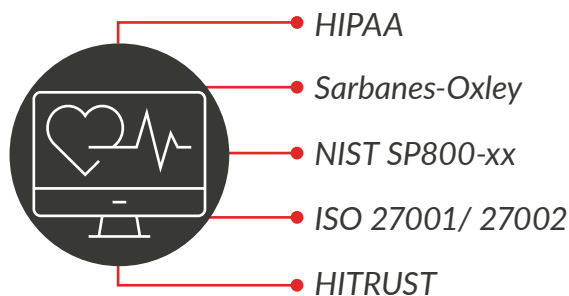 HIPAA
Sarbanes-Oxley
NIST SP800-xx
ISO 27001/ 27002
HITRUST